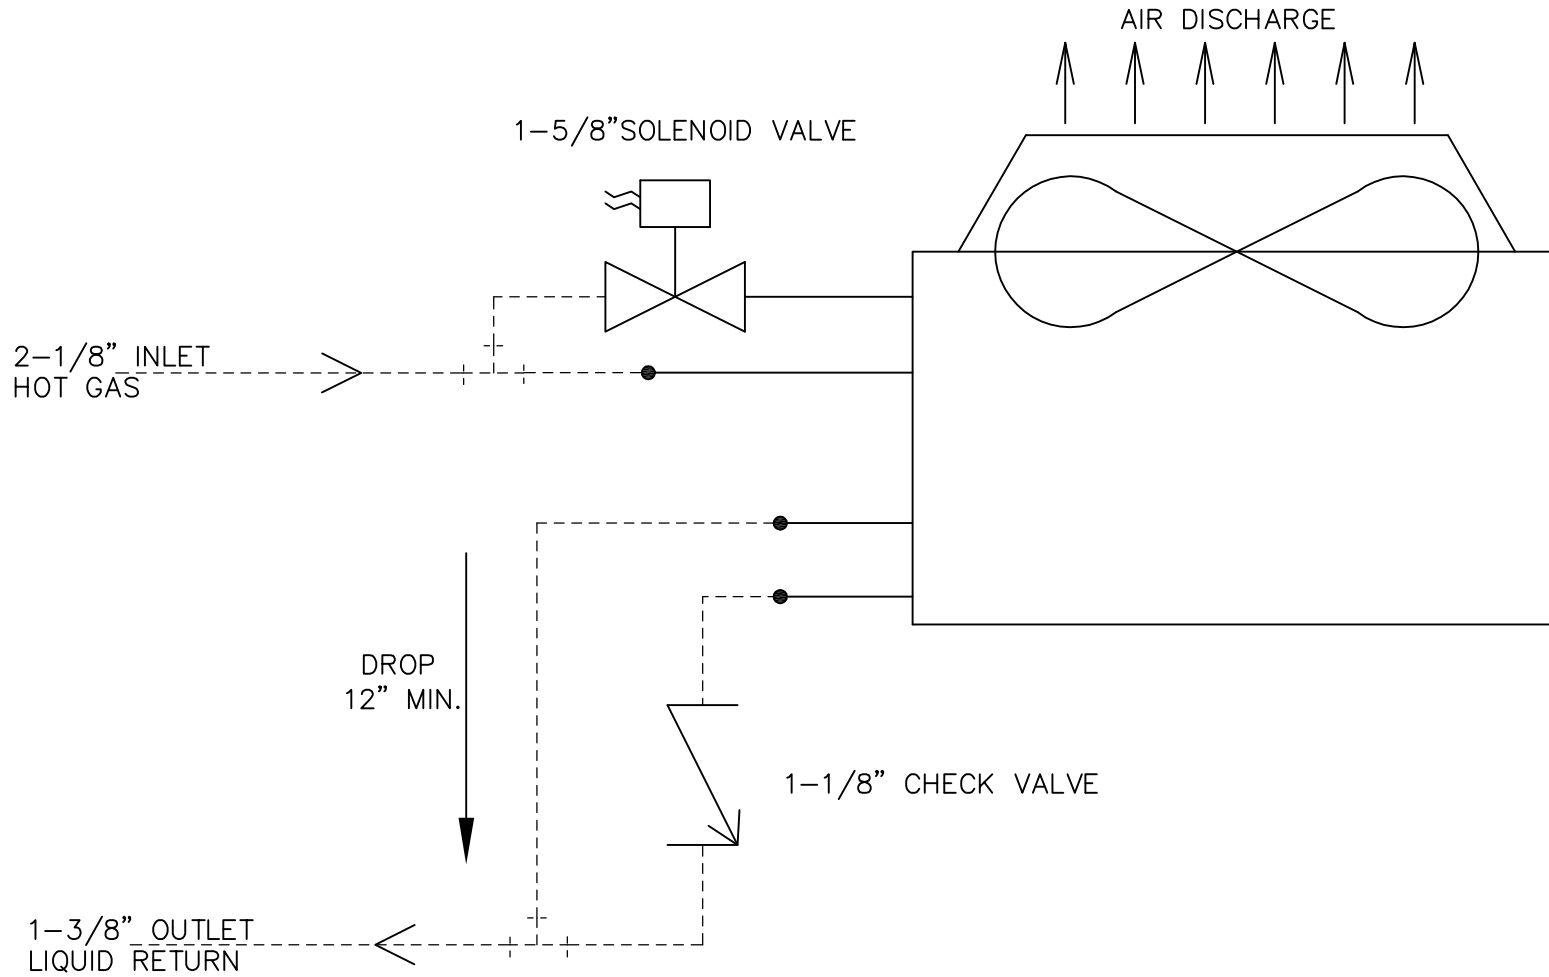 AIR DISCHARGE
1-5/8”SOLENOID VALVE
2-1/8” INLET
HOT GAS
DROP
12” MIN.
1-1/8” CHECK VALVE
1-3/8” OUTLET
LIQUID RETURN